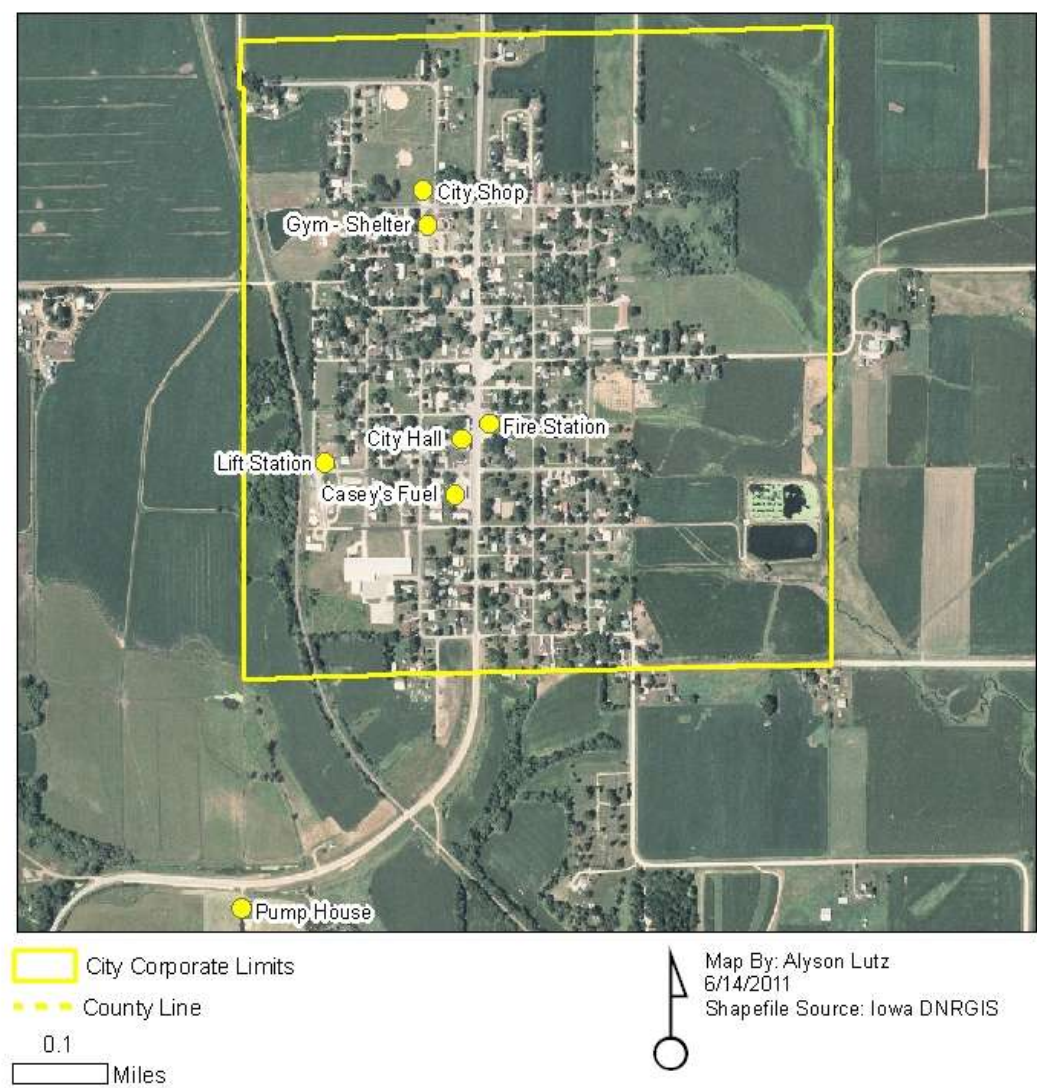 City Shop
Gym - Shelter
Fire Station
City Hall
Lift Station
Casey's Fuel
Pump House
City Corporate Limits
County Line
0.1
Miles
Map By: Alyson Lutz
6/14/2011
Shapefile Source: Iowa DNRGIS